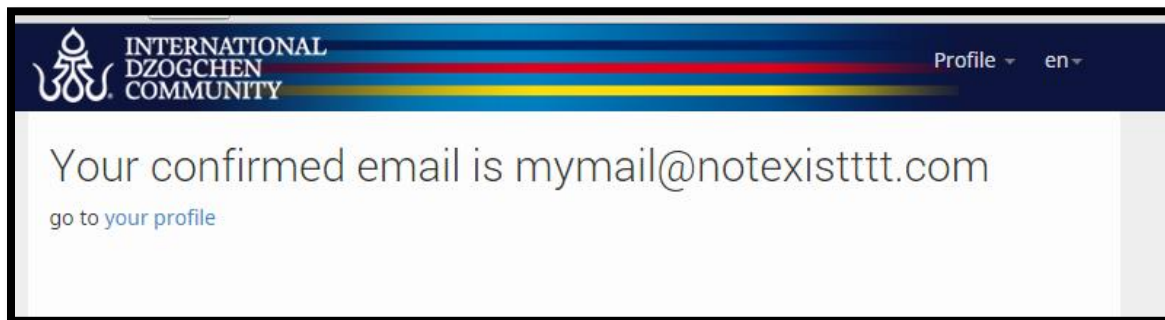 INTERNATIONAL
DZOGCHEN
COMMUNITY
Profile en
Your confirmed email is mymail@notexistttt.com
go to your profile